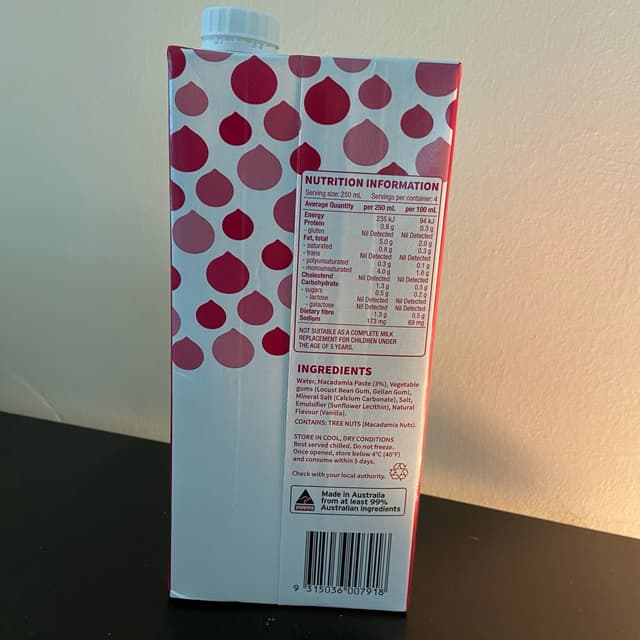 NUTRITION INFORMATION
Serving size: 250 mL Servings per container: 4
Average Quantity per 250 mL per 100 mL
Energy 235 kJ 94 kJ
Protein 0.8 g 0.3 g
- gluten Nil Detected Nil Detected
Fat, total 5.0 g 2.0 g
- saturated 0.8 g 0.3 g
- trans Nil Detected Nil Detected
- polyunsaturated 0.3 g 0.1 g
- monounsaturated 4.0 g 1.6 g
Cholesterol Nil Detected Nil Detected
Carbohydrate 1.3 g 0.5 g
- sugars 0.5 g 0.2 g
- lactose Nil Detected Nil Detected
- galactose Nil Detected Nil Detected
Dietary fibre 1.3 g 0.5 g
Sodium 173 mg 69 mg
NOT SUITABLE AS A COMPLETE MILK
REPLACEMENT FOR CHILDREN UNDER
THE AGE OF 5 YEARS.
INGREDIENTS
Water, Macadamia Paste (3%), Vegetable
gums (Locust Bean Gum, Gellan Gum),
Mineral Salt (Calcium Carbonate), Salt,
Emulsifier (Sunflower Lecithin), Natural
Flavour (Vanilla).
CONTAINS: TREE NUTS (Macadamia Nuts).
STORE IN COOL, DRY CONDITIONS
Best served chilled. Do not freeze.
Once opened, store below 4°C (40°F)
and consume within 5 days.
Check with your local authority.
Made in Australia
from at least 99%
Australian ingredients
9 315036 007918